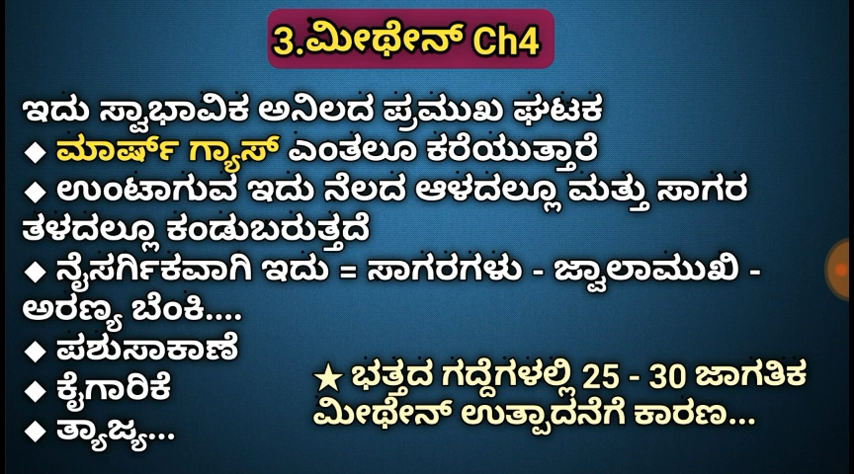 3.ಮೀಥೇನ್ Ch4
ಇದು ಸ್ವಾಭಾವಿಕ ಅನಿಲದ ಪ್ರಮುಖ ಘಟಕ
◆ ಮಾರ್ಷ್ ಗ್ಯಾಸ್ ಎಂತಲೂ ಕರೆಯುತ್ತಾರೆ
◆ ಉಂಟಾಗುವ ಇದು ನೆಲದ ಆಳದಲ್ಲೂ ಮತ್ತು ಸಾಗರ
ತಳದಲ್ಲೂ ಕಂಡುಬರುತ್ತದೆ
◆ ನೈಸರ್ಗಿಕವಾಗಿ ಇದು = ಸಾಗರಗಳು - ಜ್ವಾಲಾಮುಖಿ -
ಅರಣ್ಯ ಬೆಂಕಿ....
◆ ಪಶುಸಾಕಾಣೆ
◆ ಕೈಗಾರಿಕೆ
◆ ತ್ಯಾಜ್ಯ...
★ ಭತ್ತದ ಗದ್ದೆಗಳಲ್ಲಿ 25 - 30 ಜಾಗತಿಕ
ಮೀಥೇನ್ ಉತ್ಪಾದನೆಗೆ ಕಾರಣ...